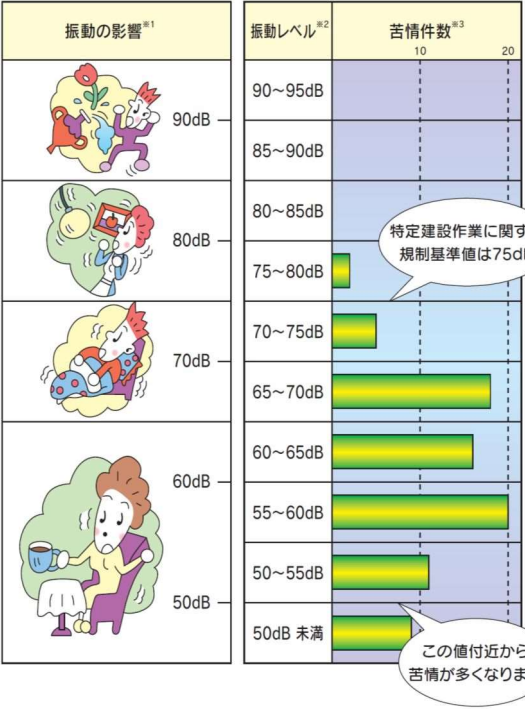 振動の影響※1
90dB
80dB
70dB
60dB
50dB
振動レベル※2
苦情件数※3
10
20
90～95dB
85～90dB
80～85dB
75～80dB
70～75dB
65～70dB
60～65dB
55～60dB
50～55dB
50dB 未満
特定建設作業に関す
規制基準値は75d
この値付近から
苦情が多くなりま